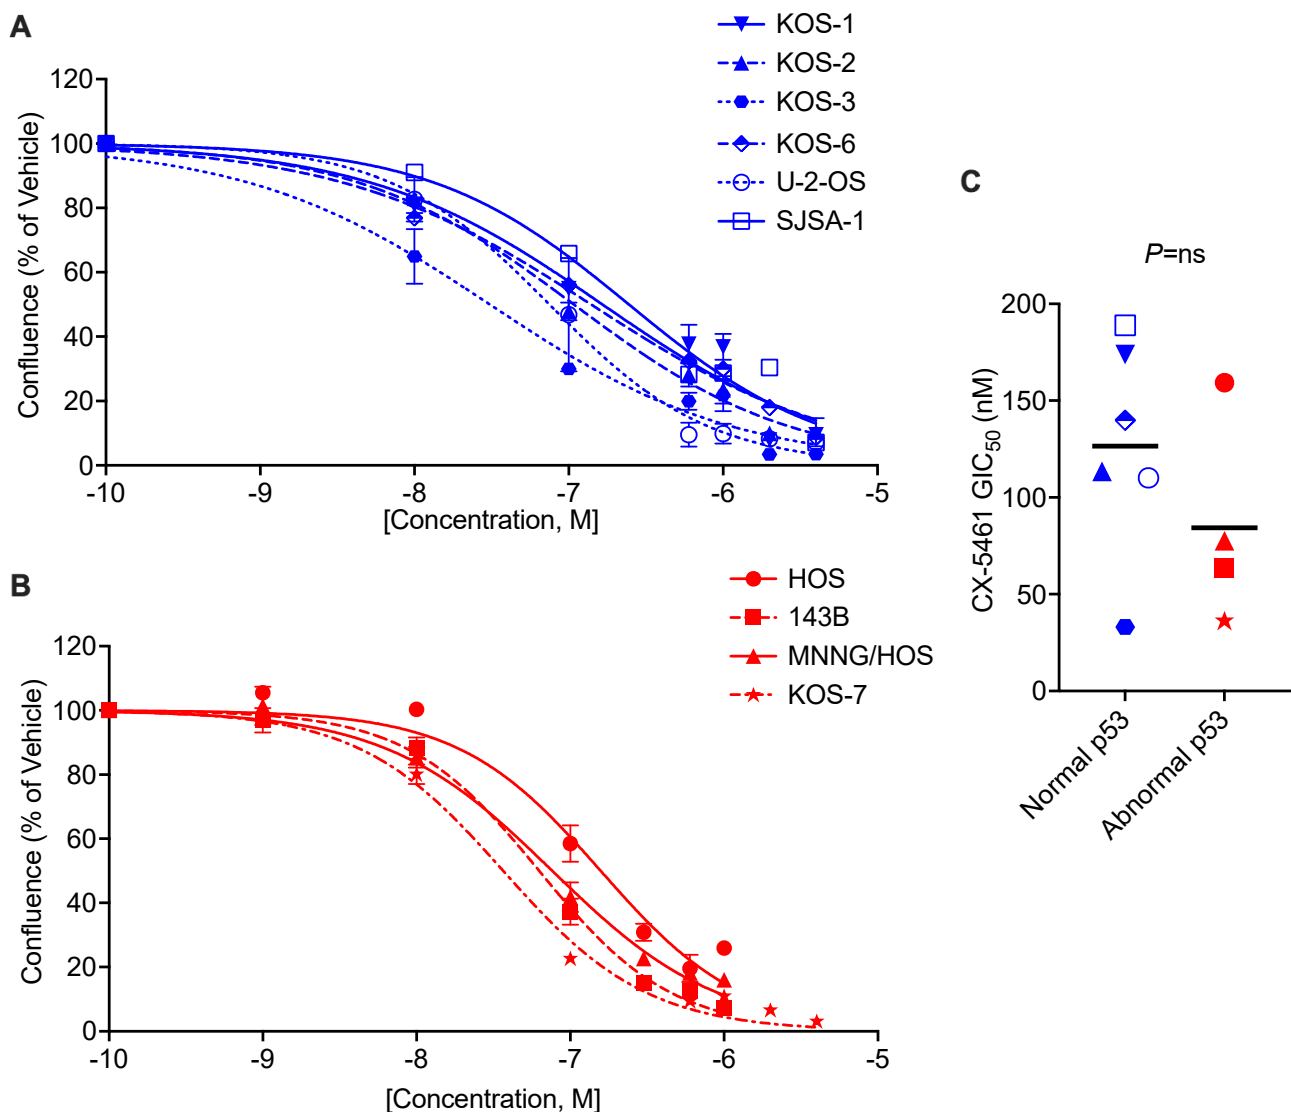 A
KOS-1
KOS-2
KOS-3
KOS-6
U-2-OS
SJSA-1
120
100
80
60
40
20
0
Confluence (% of Vehicle)
-10
-9
-8
-7
-6
-5
[Concentration, M]
B
HOS
143B
MNNG/HOS
KOS-7
120
100
80
60
40
20
0
Confluence (% of Vehicle)
-10
-9
-8
-7
-6
-5
[Concentration, M]
C
P=ns
200
150
100
50
0
CX-5461 GIC50 (nM)
Normal p53
Abnormal p53